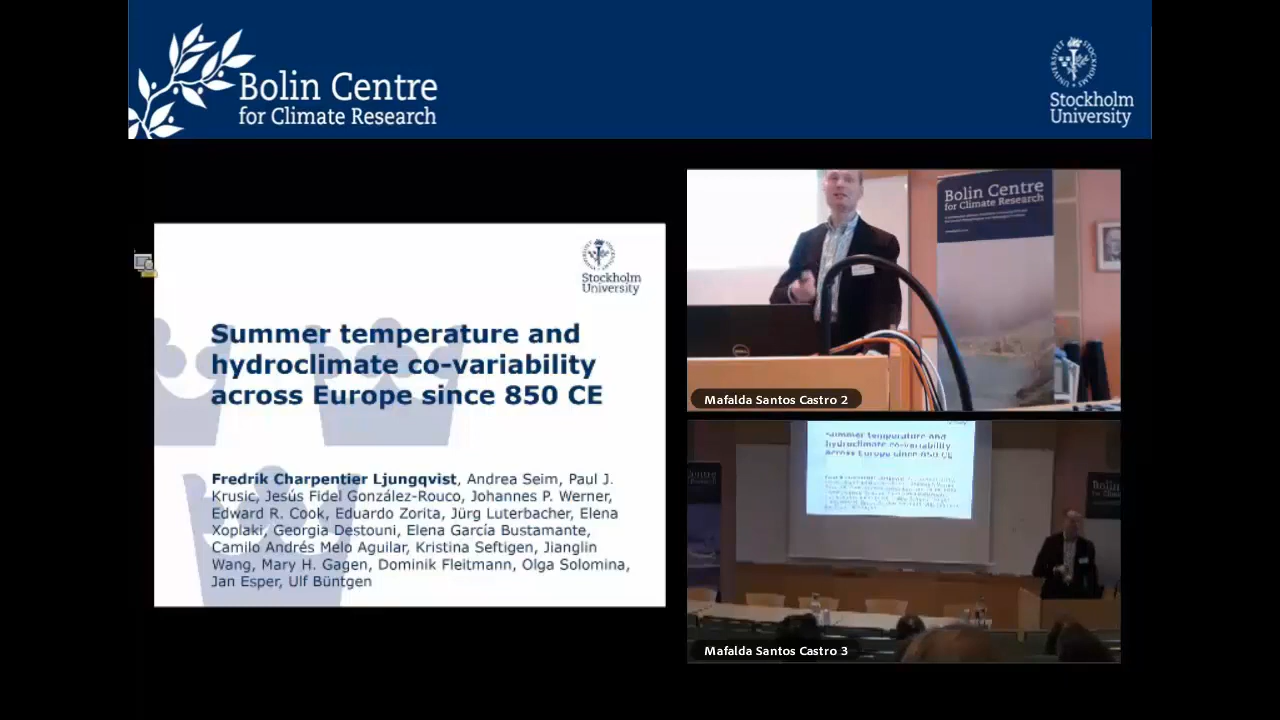 Bolin Centre
for Climate Research
Stockholm
University
Stockholm
University
Summer temperature and
hydroclimate co-variability
across Europe since 850 CE
Fredrik Charpentier Ljungqvist, Andrea Seim, Paul J.
Krusic, Jesús Fidel González-Rouco, Johannes P. Werner,
Edward R. Cook, Eduardo Zorita, Jürg Luterbacher, Elena
Xoplaki, Georgia Destouni, Elena García Bustamante,
Camilo Andrés Melo Aguilar, Kristina Seftigen, Jianglin
Wang, Mary H. Gagen, Dominik Fleitmann, Olga Solomina,
Jan Esper, Ulf Büntgen
Bolin Centre
for Climate Research
DELL
Mafalda Santos Castro 2
Summer temperature and
hydroclimate co-variability
across Europe since 850 CE
Mafalda Santos Castro 3